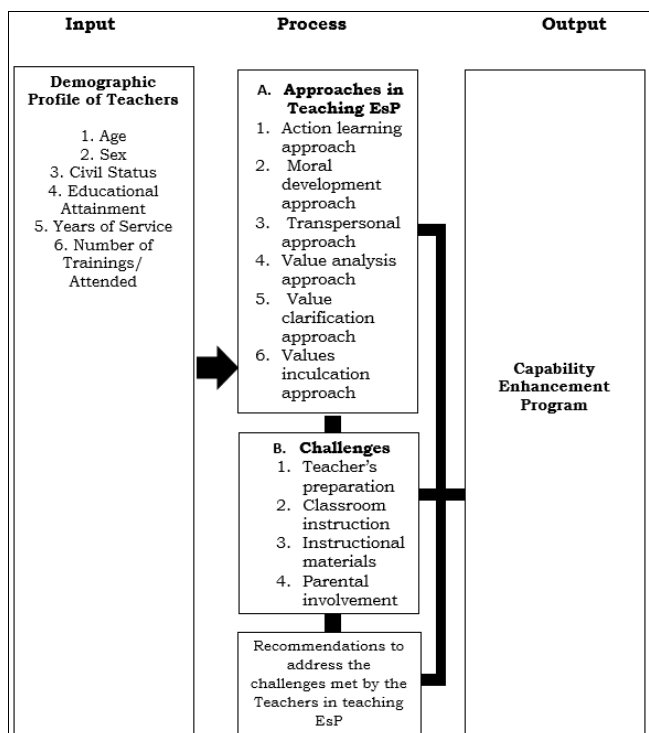 Input
Process
Output
Demographic
Profile of Teachers
1. Age
2. Sex
3. Civil Status
4. Educational
Attainment
5. Years of Service
6. Number of
Trainings/
Attended
A. Approaches in
Teaching EsP
1. Action learning
approach
2. Moral
development
approach
3. Transpersonal
approach
4. Value analysis
approach
5. Value
clarification
approach
6. Values
inculcation
approach
B. Challenges
1. Teacher’s
preparation
2. Classroom
instruction
3. Instructional
materials
4. Parental
involvement
Recommendations to
address the
challenges met by the
Teachers in teaching
EsP
Capability
Enhancement
Program